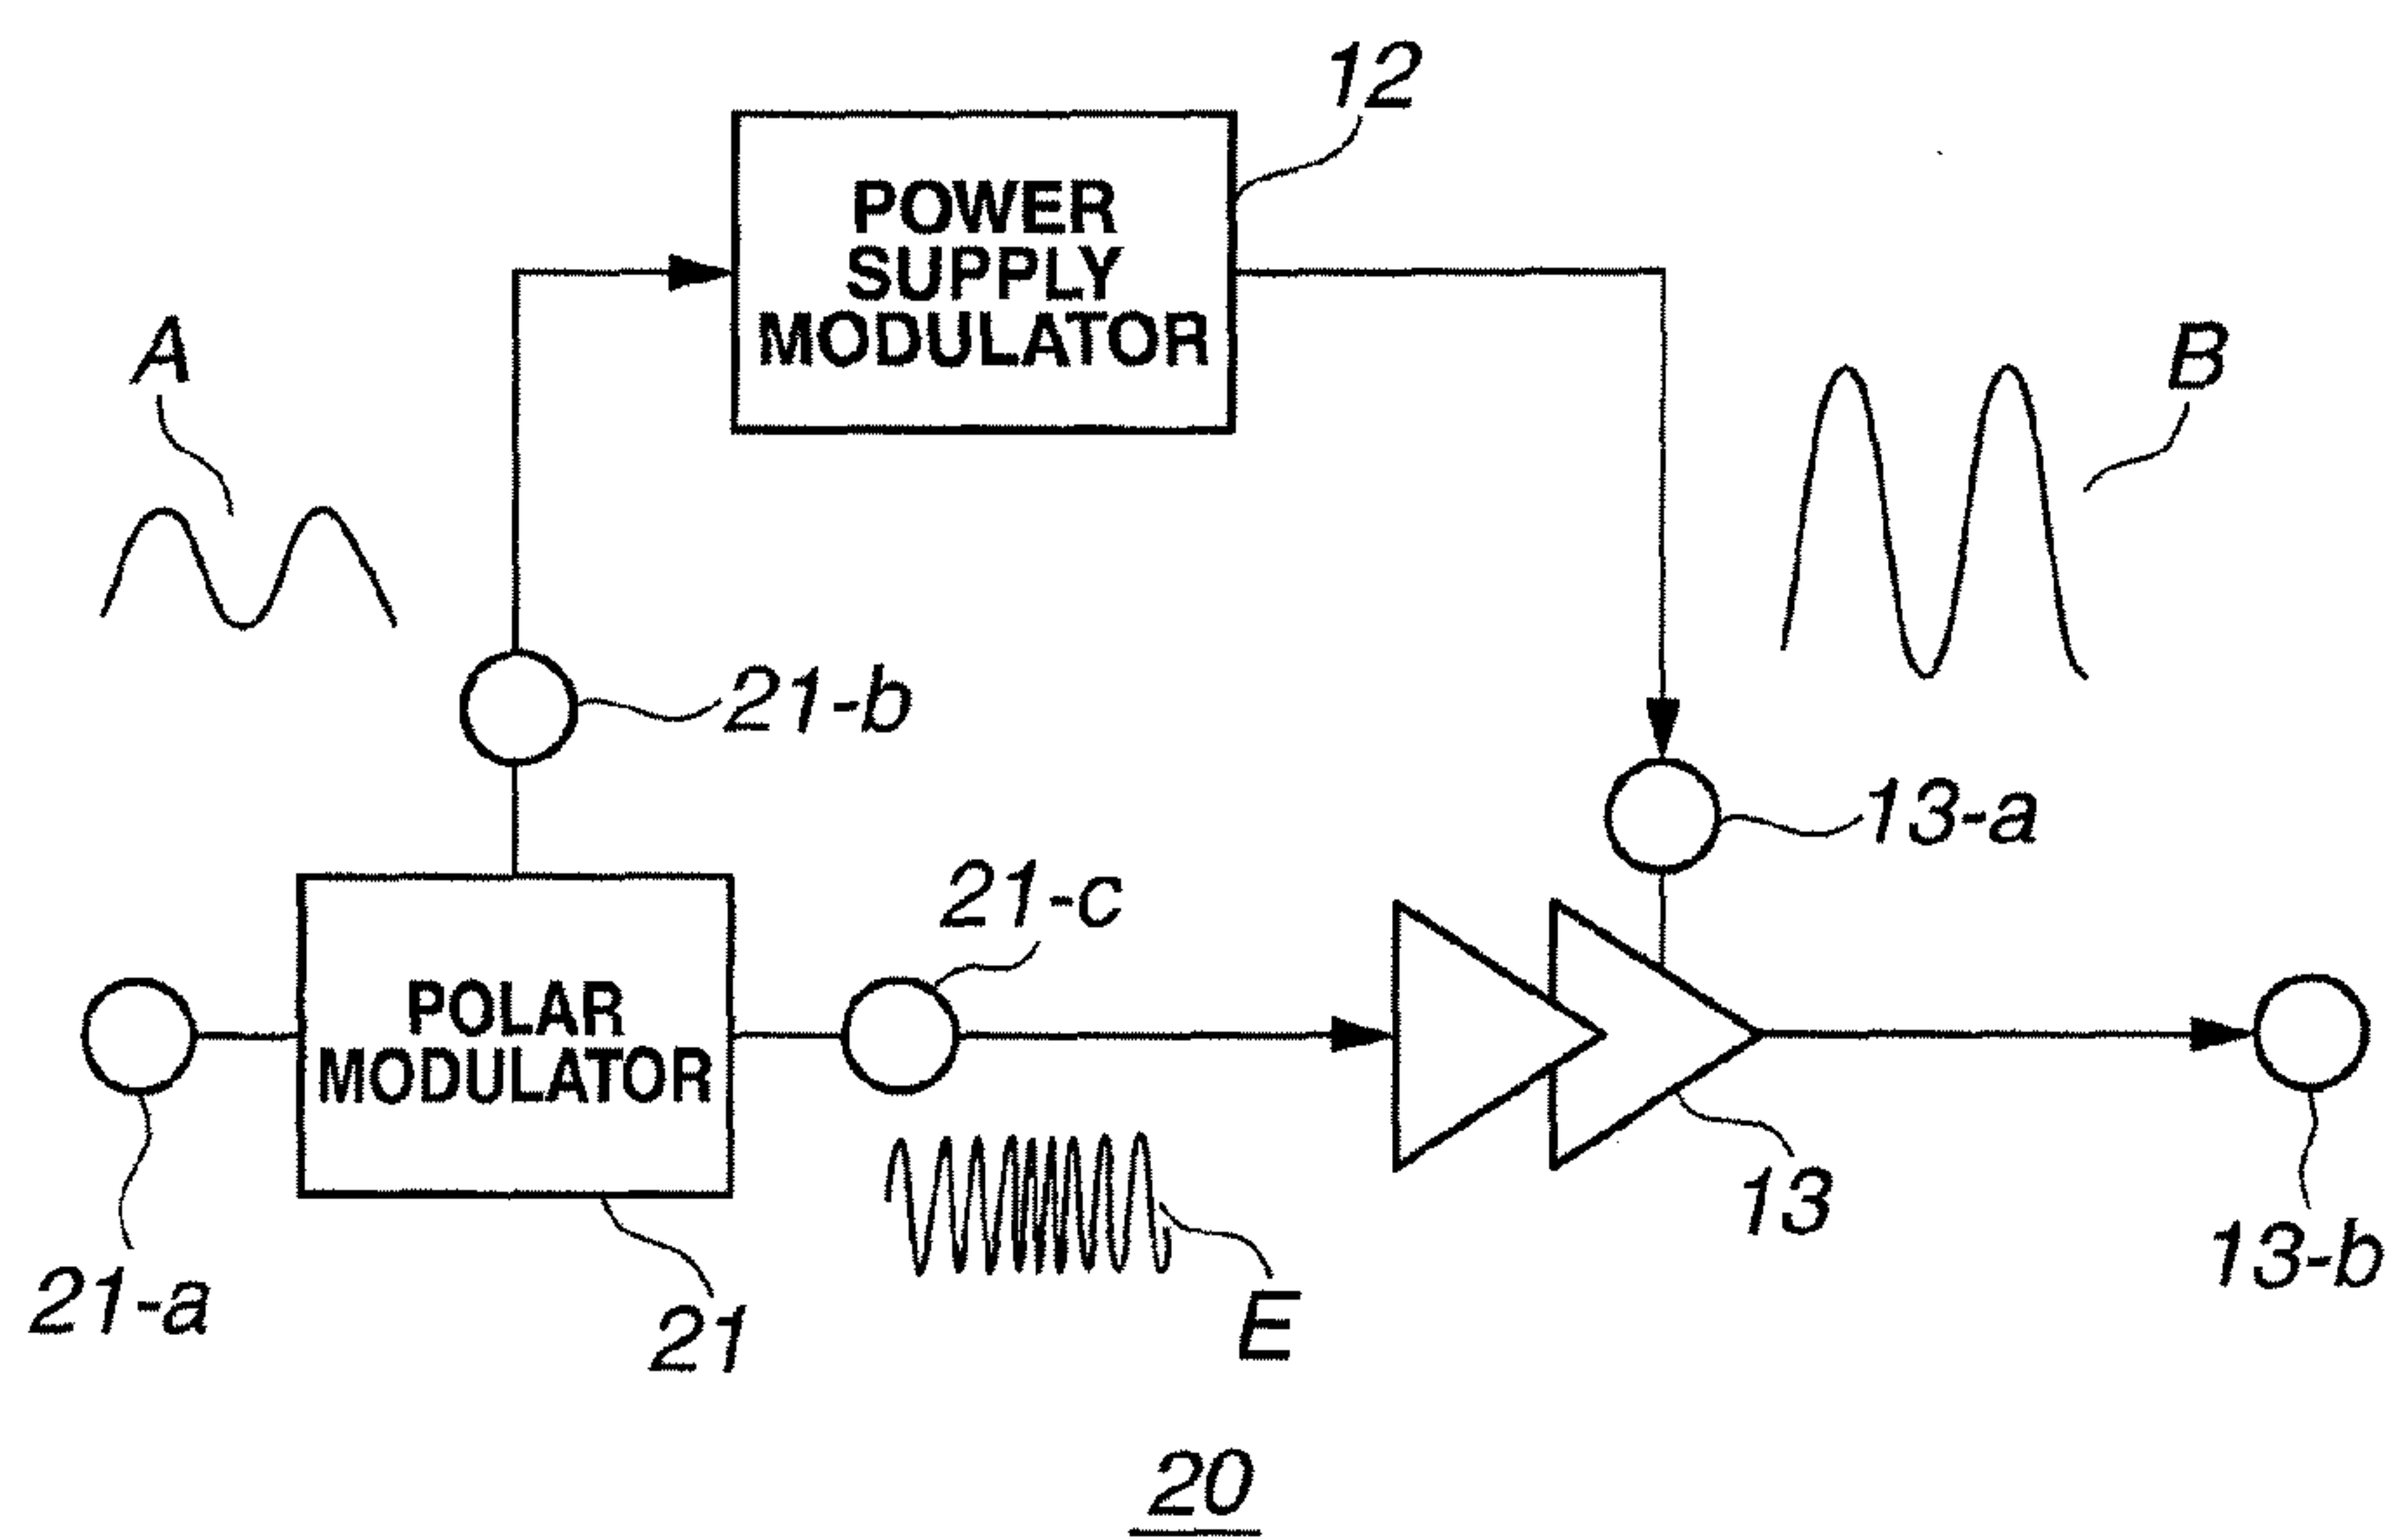 12
POWER
SUPPLY
MODULATOR
A
B
21-b
13-a
21-c
POLAR
MODULATOR
21-a
21
E
13
13-b
20